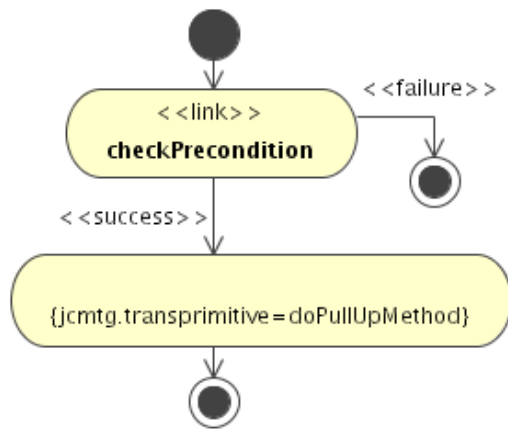 <<failure>>
<<link>>
checkPrecondition
<<success>>
{jcmtg.transprimitive=doPullUpMethod}